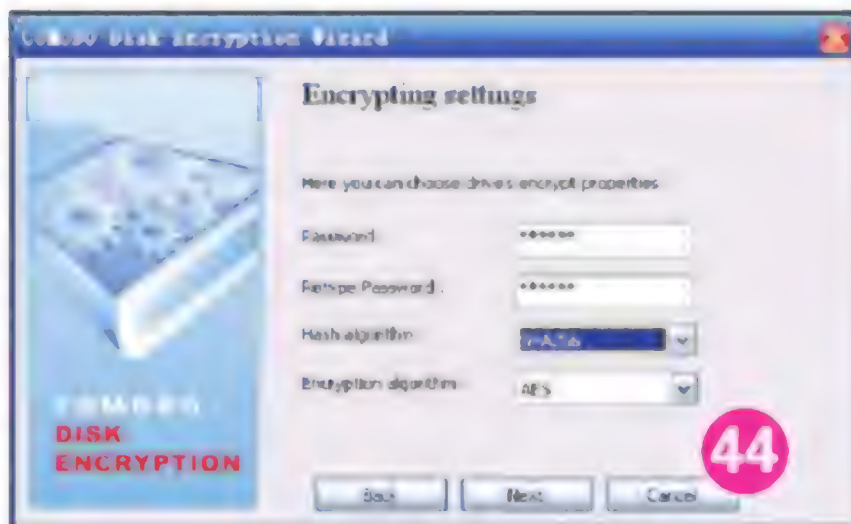 Comodo Disk Encryption Wizard
Encrypting settings
Here you can choose drive's encrypt properties
Password
Retype Password :
Hash algorithm
Encryption algorithm
AES
COMODO
DISK
ENCRYPTION
Back
Next
Cancel
44